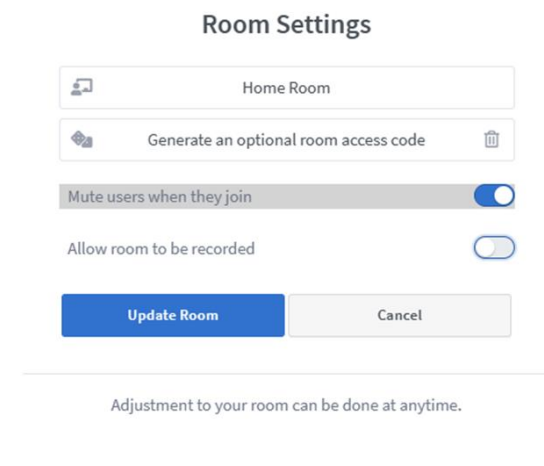 Room Settings
Home Room
Generate an optional room access code
Mute users when they join
Allow room to be recorded
Update Room
Cancel
Adjustment to your room can be done at anytime.